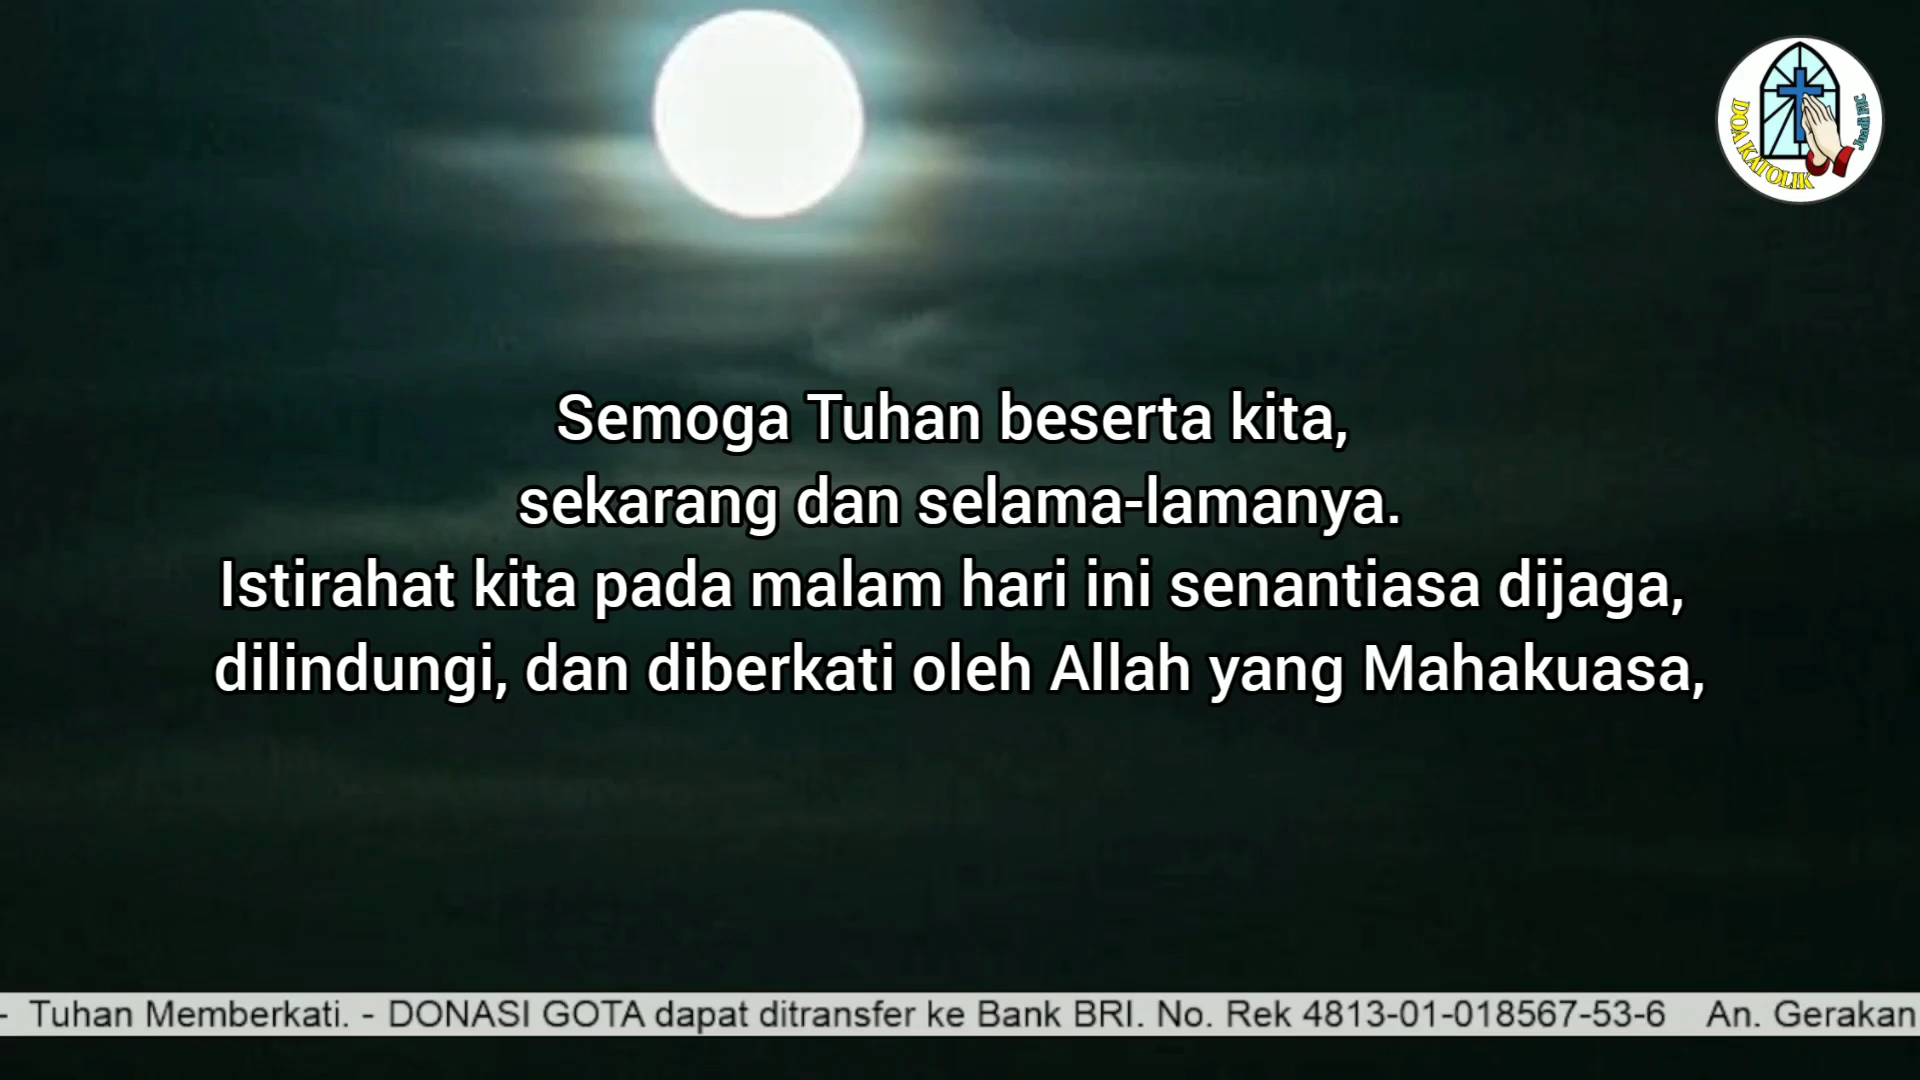 DOA KATOLIK
Semoga Tuhan beserta kita,
sekarang dan selama-lamanya.
Istirahat kita pada malam hari ini senantiasa dijaga,
dilindungi, dan diberkati oleh Allah yang Mahakuasa,
- Tuhan Memberkati. - DONASI GOTA dapat ditransfer ke Bank BRI. No. Rek 4813-01-018567-53-6 An. Gerakan